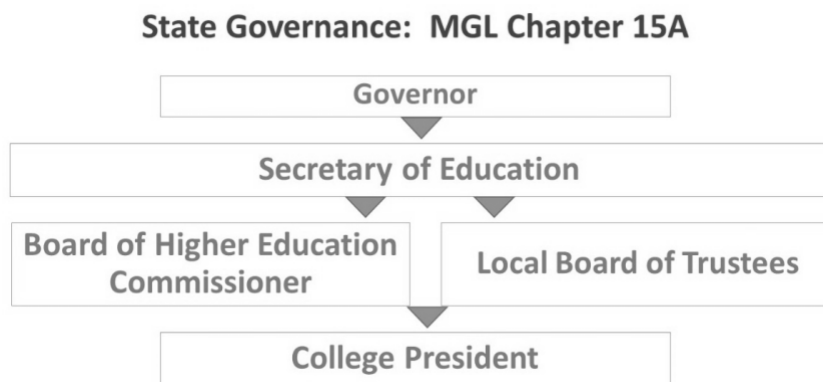 State Governance: MGL Chapter 15A
Governor
Secretary of Education
Board of Higher Education
Commissioner
Local Board of Trustees
College President